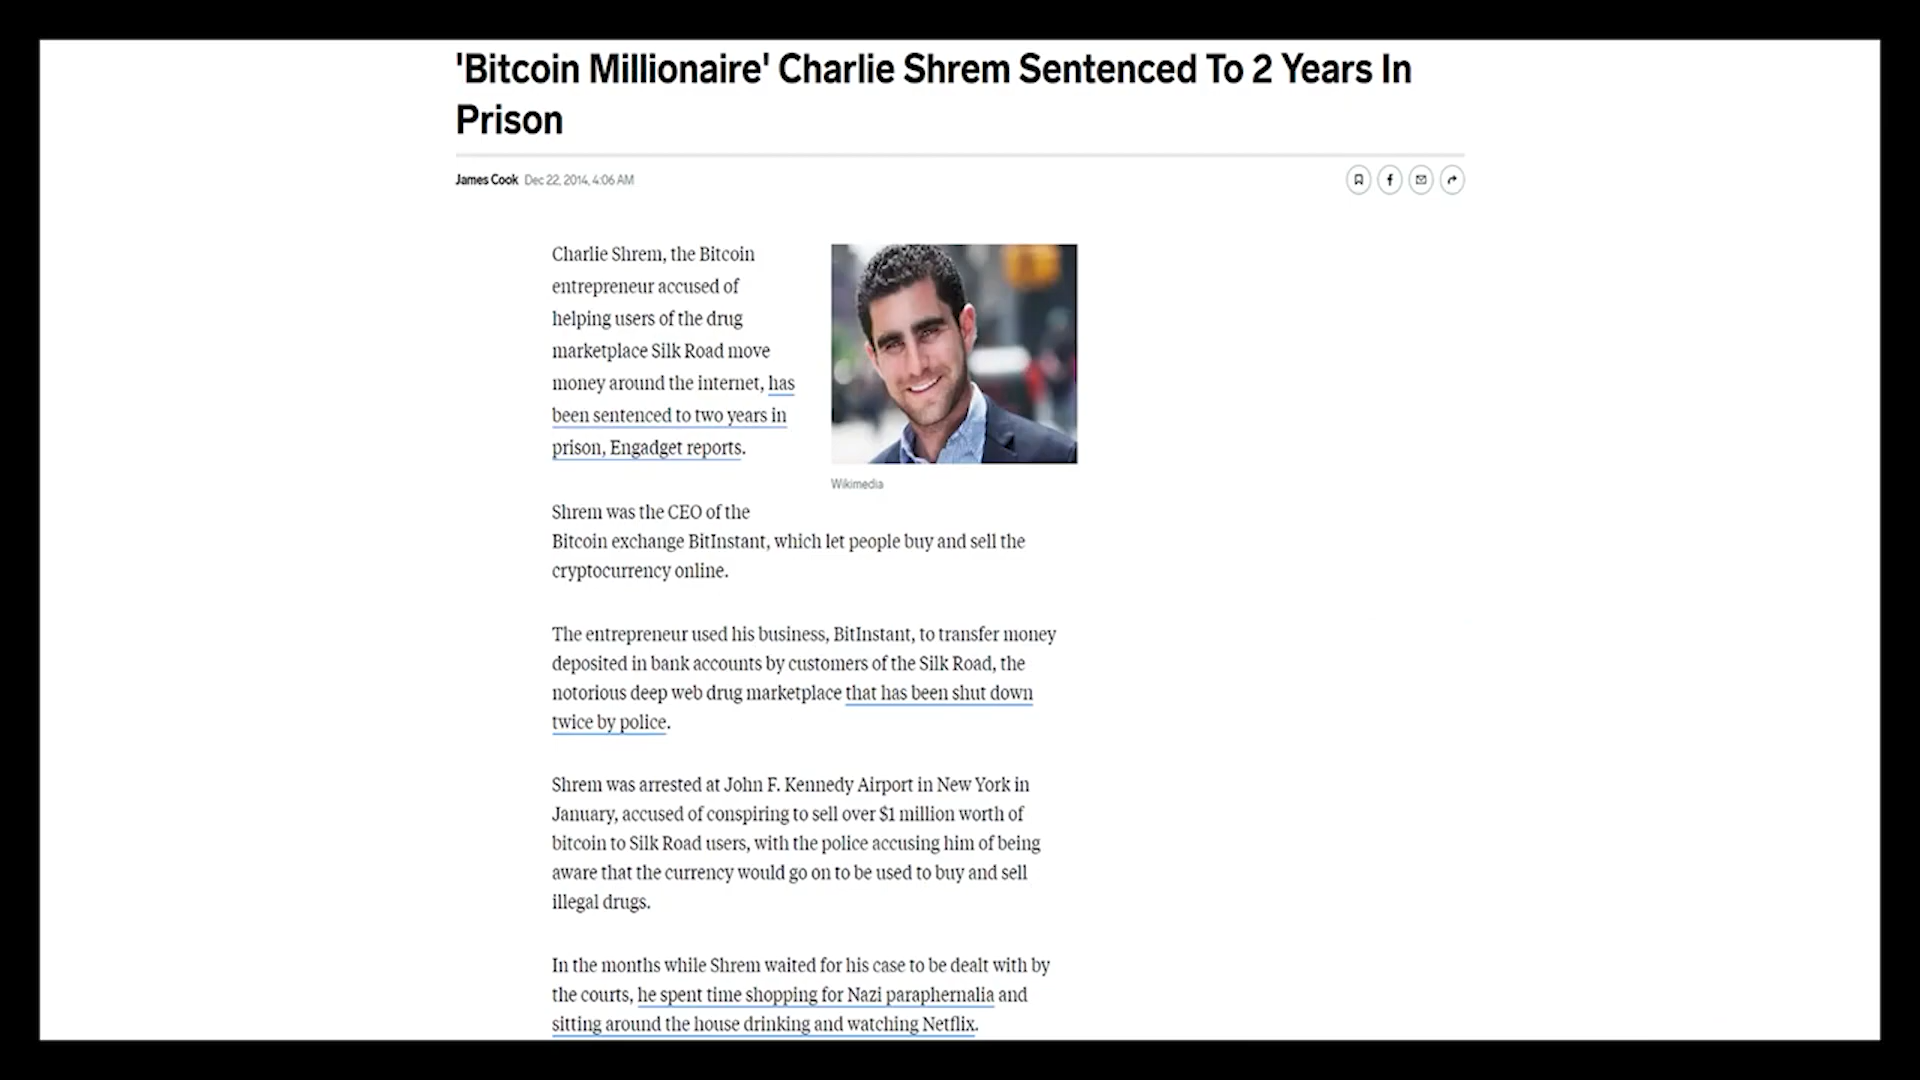 'Bitcoin Millionaire' Charlie Shrem Sentenced To 2 Years In
Prison
James Cook Dec 22, 2014, 4:06 AM
Charlie Shrem, the Bitcoin
entrepreneur accused of
helping users of the drug
marketplace Silk Road move
money around the internet, has
been sentenced to two years in
prison, Engadget reports.
Wikimedia
Shrem was the CEO of the
Bitcoin exchange BitInstant, which let people buy and sell the
cryptocurrency online.
The entrepreneur used his business, BitInstant, to transfer money
deposited in bank accounts by customers of the Silk Road, the
notorious deep web drug marketplace that has been shut down
twice by police.
Shrem was arrested at John F. Kennedy Airport in New York in
January, accused of conspiring to sell over $1 million worth of
bitcoin to Silk Road users, with the police accusing him of being
aware that the currency would go on to be used to buy and sell
illegal drugs.
In the months while Shrem waited for his case to be dealt with by
the courts, he spent time shopping for Nazi paraphernalia and
sitting around the house drinking and watching Netflix.